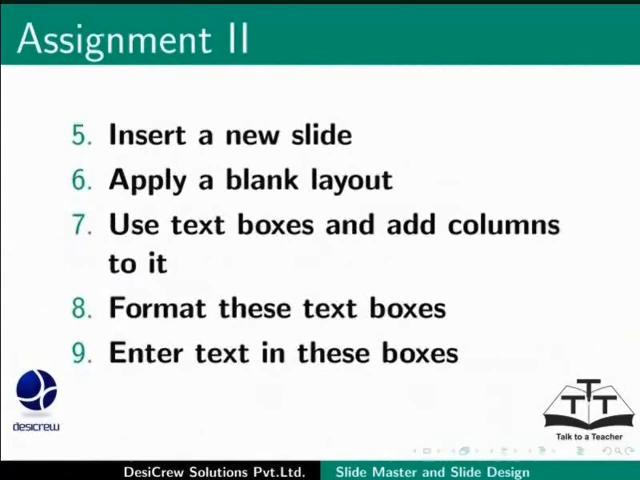 Assignment II
5. Insert a new slide
6. Apply a blank layout
7. Use text boxes and add columns
to it
8. Format these text boxes
9. Enter text in these boxes
desicrew
TTT
Talk to a Teacher
DesiCrew Solutions Pvt.Ltd. Slide Master and Slide Design